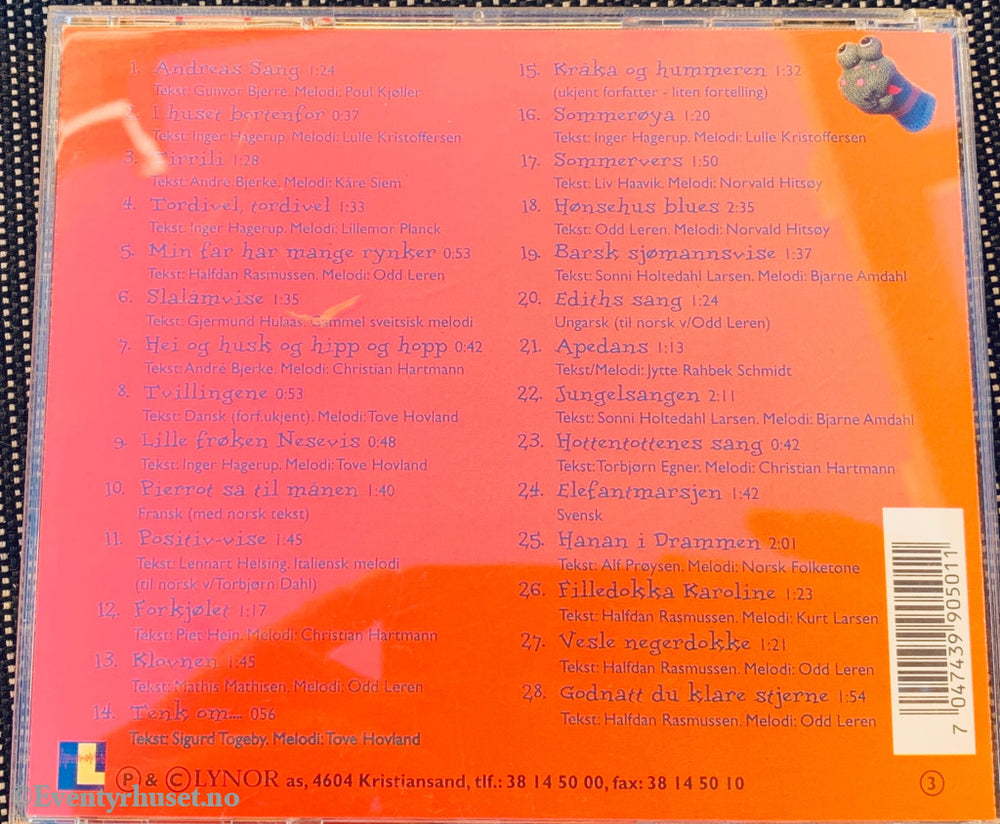 1. Andreas Sang 1:24
Tekst: Gunvor Bjerre. Melodi: Poul Kjøller
2. I huset bortenfor 0:37
Tekst: Inger Hagerup. Melodi: Lulle Kristoffersen
3. Tirrili 1:28
Tekst: André Bjerke. Melodi: Kåre Siem
4. Tordivel, tordivel 1:33
Tekst: Inger Hagerup. Melodi: Lillemor Planck
5. Min far har mange rynker 0:53
Tekst: Halfdan Rasmussen. Melodi: Odd Leren
6. Slalåmvise 1:35
Tekst: Gjermund Hulaas. Gammel sveitsisk melodi
7. Hei og husk og hipp og hopp 0:42
Tekst: André Bjerke. Melodi: Christian Hartmann
8. Tvillingene 0:53
Tekst: Dansk (forf.ukjent). Melodi: Tove Hovland
9. Lille frøken Nesevis 0:48
Tekst: Inger Hagerup. Melodi: Tove Hovland
10. Pierrot sa til månen 1:40
Fransk (med norsk tekst)
11. Positiv-vise 1:45
Tekst: Lennart Helsing. Italiensk melodi
(til norsk v/Torbjørn Dahl)
12. Forkjølet 1:17
Tekst: Piet Hein. Melodi: Christian Hartmann
13. Klovnen 1:45
Tekst: Mathis Mathisen. Melodi: Odd Leren
14. Tenk om.... 056
Tekst: Sigurd Togeby. Melodi: Tove Hovland
15. Kråka og hummeren 1:32
(ukjent forfatter - liten fortelling)
16. Sommerøya 1:20
Tekst: Inger Hagerup. Melodi: Lulle Kristoffersen
17. Sommervers 1:50
Tekst: Liv Haavik. Melodi: Norvald Hitsøy
18. Hønsehus blues 2:35
Tekst: Odd Leren. Melodi: Norvald Hitsøy
19. Barsk sjømannsvise 1:37
Tekst: Sonni Holtedahl Larsen. Melodi: Bjarne Amdahl
20. Ediths sang 1:24
Ungarsk (til norsk v/Odd Leren)
21. Apedans 1:13
Tekst/Melodi: Jytte Rahbek Schmidt
22. Jungelsangen 2:11
Tekst: Sonni Holtedahl Larsen. Melodi: Bjarne Amdahl
23. Hottentottenes sang 0:42
Tekst: Torbjørn Egner. Melodi: Christian Hartmann
24. Elefantmarsjen 1:42
Svensk
25. Hanan i Drammen 2:01
Tekst: Alf Prøysen. Melodi: Norsk Folketone
26. Filledokka Karoline 1:23
Tekst: Halfdan Rasmussen. Melodi: Kurt Larsen
27. Vesle negerdokke 1:21
Tekst: Halfdan Rasmussen. Melodi: Odd Leren
28. Godnatt du klare stjerne 1:54
Tekst: Halfdan Rasmussen. Melodi: Odd Leren
7 047439 905011
L
Ⓟ & © LYNOR as, 4604 Kristiansand, tlf.: 38 14 50 00, fax: 38 14 50 10
③
©Eventyrhuset.no